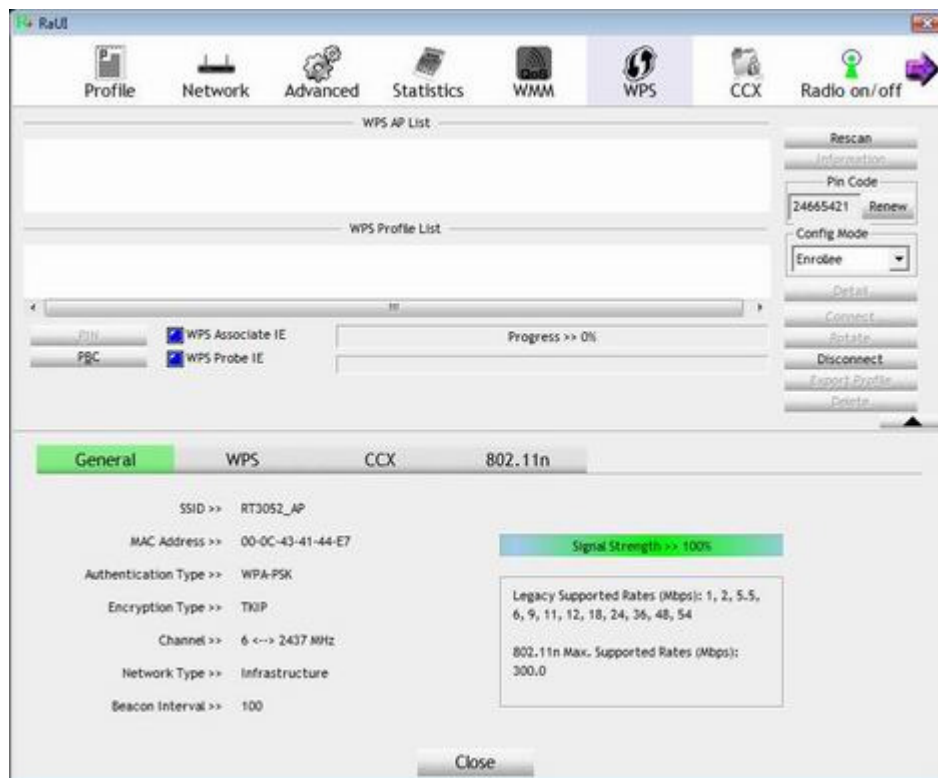 RaUI
Profile Network Advanced Statistics QoS WMM WPS CCX Radio on/off
WPS AP List
Rescan
Information
Pin Code
24665421 Renew
WPS Profile List
Config Mode
Enrollee
Detail
PIN WPS Associate IE Progress >> 0%
Connect
Rotate
PBC WPS Probe IE
Disconnect
Export Profile
Delete
General WPS CCX 802.11n
SSID >> RT3052_AP
MAC Address >> 00-0C-43-41-44-E7
Signal Strength >> 100%
Authentication Type >> WPA-PSK
Encryption Type >> TKIP
Channel >> 6 <--> 2437 MHz
Network Type >> Infrastructure
Beacon Interval >> 100
Legacy Supported Rates (Mbps): 1, 2, 5.5,
6, 9, 11, 12, 18, 24, 36, 48, 54
802.11n Max. Supported Rates (Mbps):
300.0
Close